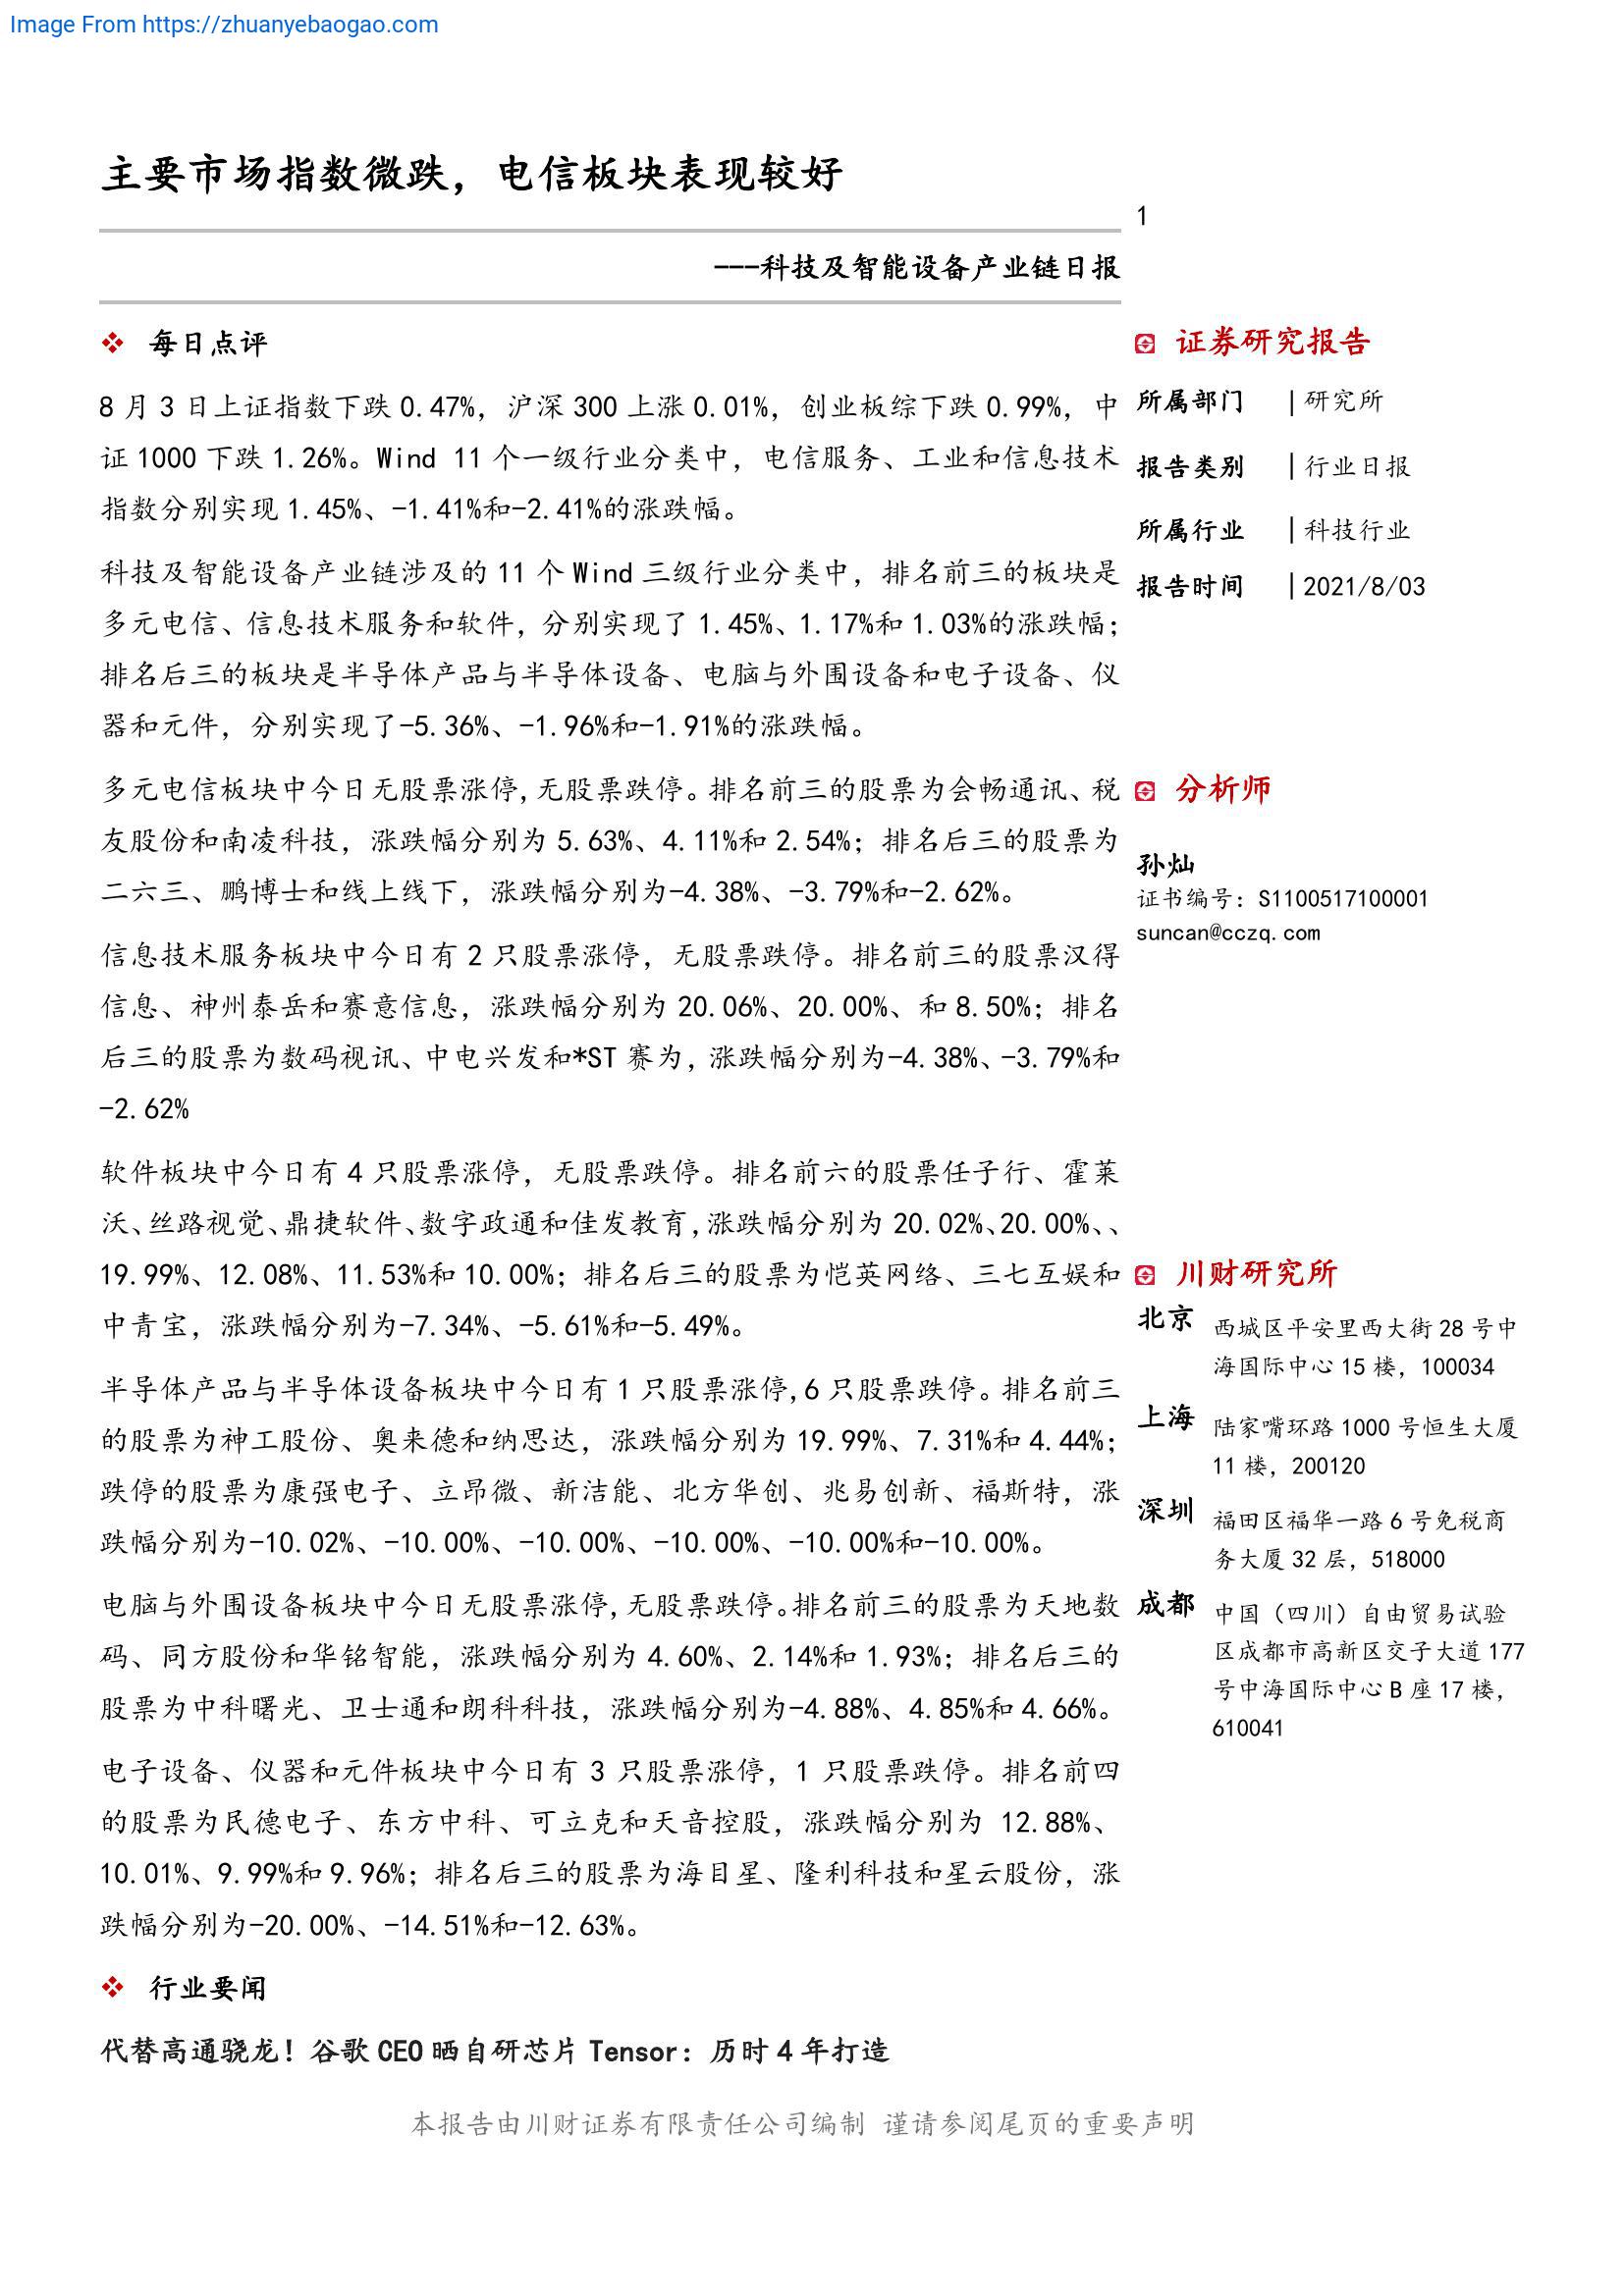 Image From https://zhuanyebaogao.com
主要市场指数微跌，电信板块表现较好
1
---科技及智能设备产业链日报
每日点评
8 月 3 日上证指数下跌 0.47%，沪深 300 上涨 0.01%，创业板综下跌 0.99%，中
证 1000 下跌 1.26%。Wind 11 个一级行业分类中，电信服务、工业和信息技术
指数分别实现 1.45%、-1.41%和-2.41%的涨跌幅。
科技及智能设备产业链涉及的 11 个 Wind 三级行业分类中，排名前三的板块是
多元电信、信息技术服务和软件，分别实现了 1.45%、1.17%和 1.03%的涨跌幅；
排名后三的板块是半导体产品与半导体设备、电脑与外围设备和电子设备、仪
器和元件，分别实现了-5.36%、-1.96%和-1.91%的涨跌幅。
多元电信板块中今日无股票涨停，无股票跌停。排名前三的股票为会畅通讯、税
友股份和南凌科技，涨跌幅分别为 5.63%、4.11%和 2.54%；排名后三的股票为
二六三、鹏博士和线上线下，涨跌幅分别为-4.38%、-3.79%和-2.62%。
信息技术服务板块中今日有 2 只股票涨停，无股票跌停。排名前三的股票汉得
信息、神州泰岳和赛意信息，涨跌幅分别为 20.06%、20.00%、和 8.50%；排名
后三的股票为数码视讯、中电兴发和*ST 赛为，涨跌幅分别为-4.38%、-3.79%和
-2.62%
软件板块中今日有 4 只股票涨停，无股票跌停。排名前六的股票任子行、霍莱
沃、丝路视觉、鼎捷软件、数字政通和佳发教育，涨跌幅分别为 20.02%、20.00%、、
19.99%、12.08%、11.53%和 10.00%；排名后三的股票为恺英网络、三七互娱和
中青宝，涨跌幅分别为-7.34%、-5.61%和-5.49%。
半导体产品与半导体设备板块中今日有 1 只股票涨停，6 只股票跌停。排名前三
的股票为神工股份、奥来德和纳思达，涨跌幅分别为 19.99%、7.31%和 4.44%；
跌停的股票为康强电子、立昂微、新洁能、北方华创、兆易创新、福斯特，涨
跌幅分别为-10.02%、-10.00%、-10.00%、-10.00%、-10.00%和-10.00%。
电脑与外围设备板块中今日无股票涨停，无股票跌停。排名前三的股票为天地数
码、同方股份和华铭智能，涨跌幅分别为 4.60%、2.14%和 1.93%；排名后三的
股票为中科曙光、卫士通和朗科科技，涨跌幅分别为-4.88%、4.85%和 4.66%。
电子设备、仪器和元件板块中今日有 3 只股票涨停，1 只股票跌停。排名前四
的股票为民德电子、东方中科、可立克和天音控股，涨跌幅分别为 12.88%、
10.01%、9.99%和 9.96%；排名后三的股票为海目星、隆利科技和星云股份，涨
跌幅分别为-20.00%、-14.51%和-12.63%。
行业要闻
代替高通骁龙！谷歌 CEO 晒自研芯片 Tensor：历时 4 年打造
证券研究报告
所属部门 | 研究所
报告类别 | 行业日报
所属行业 | 科技行业
报告时间 | 2021/8/03
分析师
孙灿
证书编号：S1100517100001
suncan@cczq.com
川财研究所
北京 西城区平安里西大街 28 号中
海国际中心 15 楼，100034
上海 陆家嘴环路 1000 号恒生大厦
11 楼，200120
深圳 福田区福华一路 6 号免税商
务大厦 32 层，518000
成都 中国（四川）自由贸易试验
区成都市高新区交子大道 177
号中海国际中心 B 座 17 楼，
610041
本报告由川财证券有限责任公司编制 谨请参阅尾页的重要声明